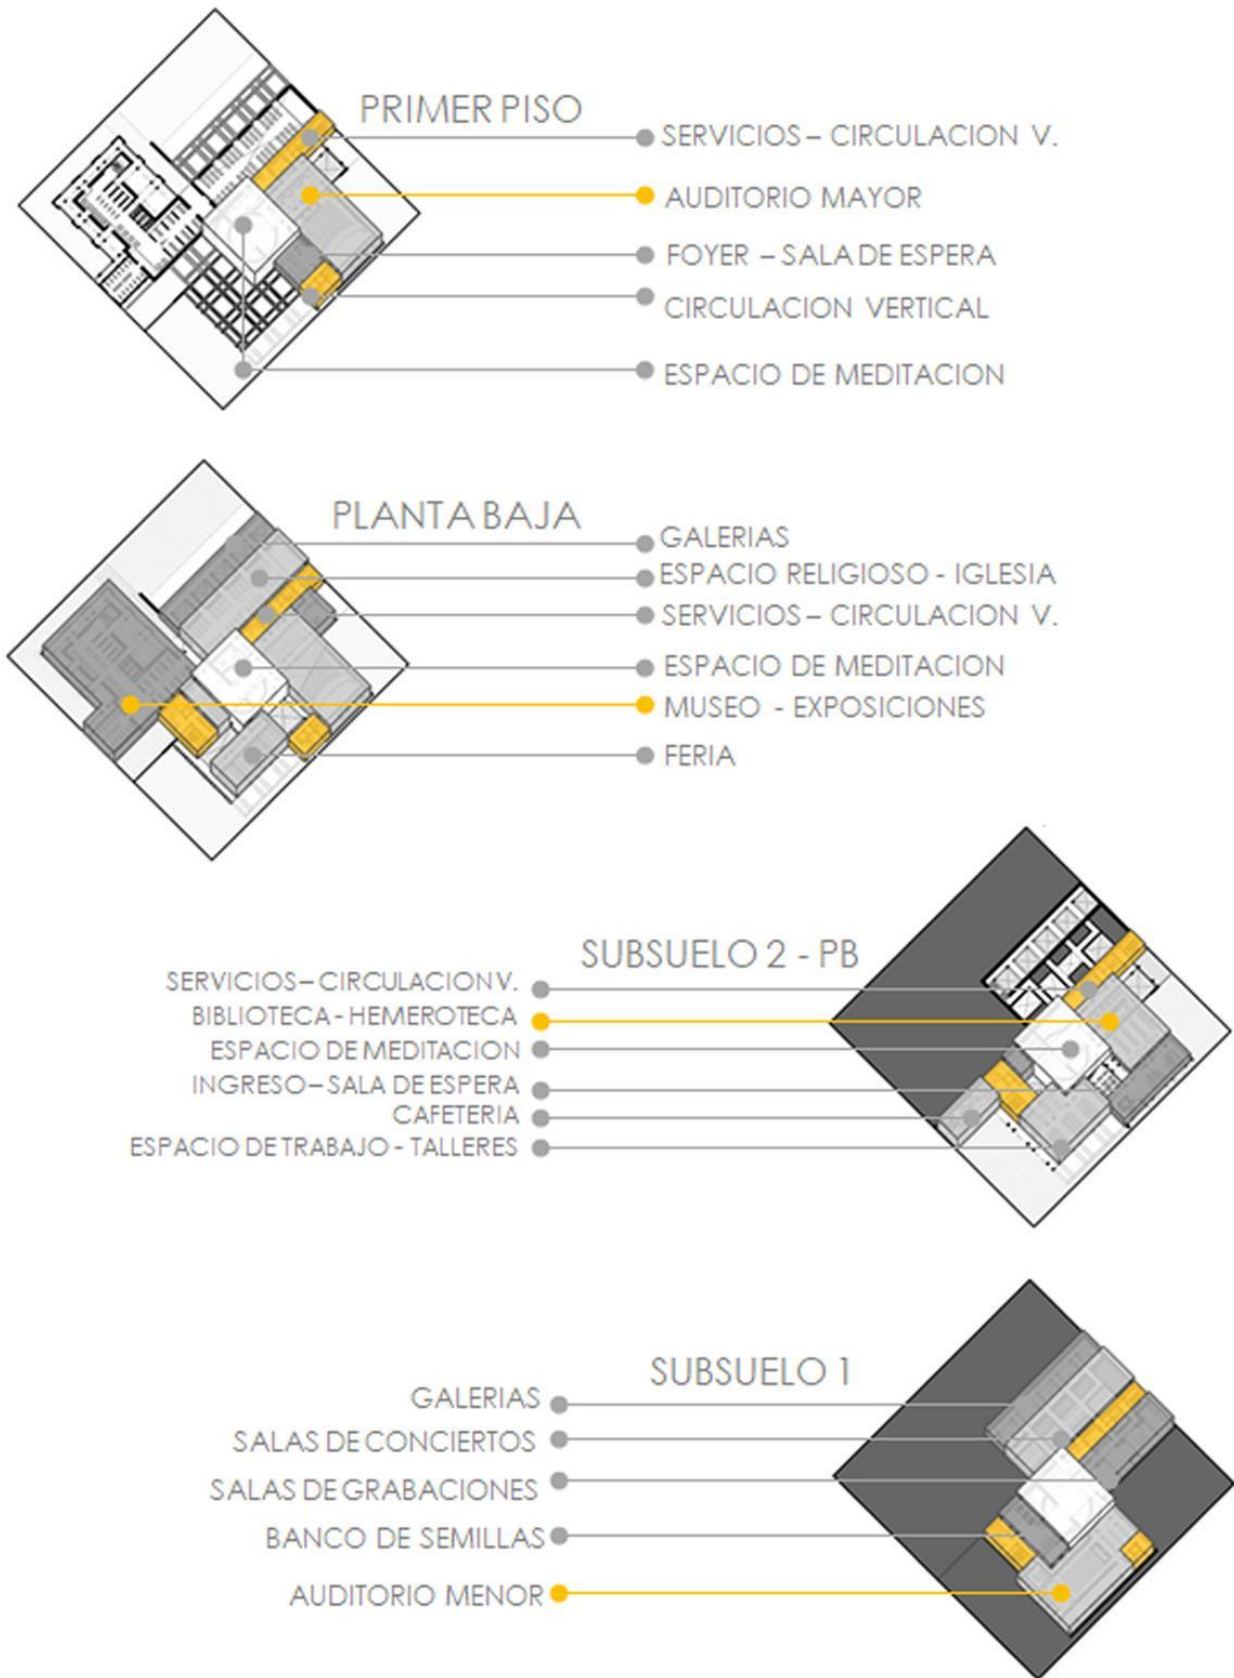 PRIMER PISO
SERVICIOS – CIRCULACION V.
AUDITORIO MAYOR
FOYER – SALA DE ESPERA
CIRCULACION VERTICAL
ESPACIO DE MEDITACION
PLANTA BAJA
GALERIAS
ESPACIO RELIGIOSO - IGLESIA
SERVICIOS – CIRCULACION V.
ESPACIO DE MEDITACION
MUSEO - EXPOSICIONES
FERIA
SUBSUELO 2 - PB
SERVICIOS – CIRCULACION V.
BIBLIOTECA - HEMEROTECA
ESPACIO DE MEDITACION
INGRESO – SALA DE ESPERA
CAFETERIA
ESPACIO DE TRABAJO - TALLERES
SUBSUELO 1
GALERIAS
SALAS DE CONCIERTOS
SALAS DE GRABACIONES
BANCO DE SEMILLAS
AUDITORIO MENOR